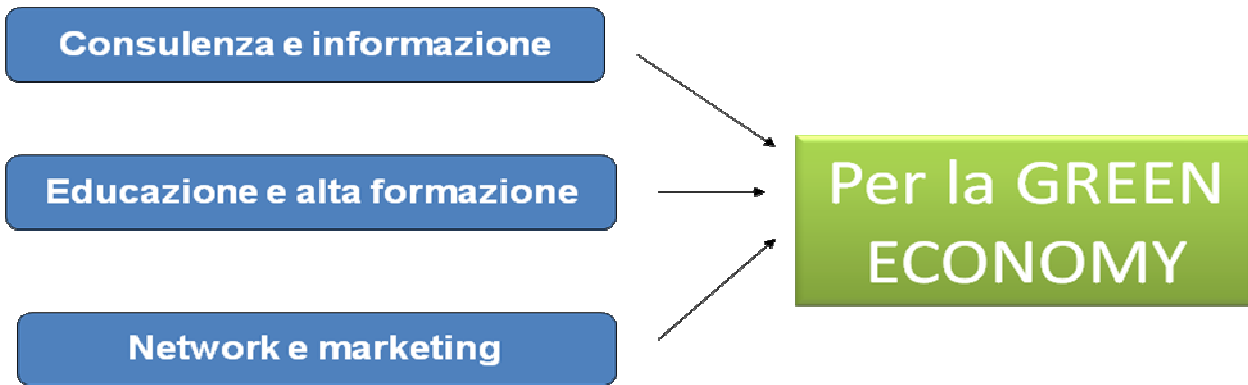 Consulenza e informazione
Educazione e alta formazione
Network e marketing
Per la GREEN
ECONOMY